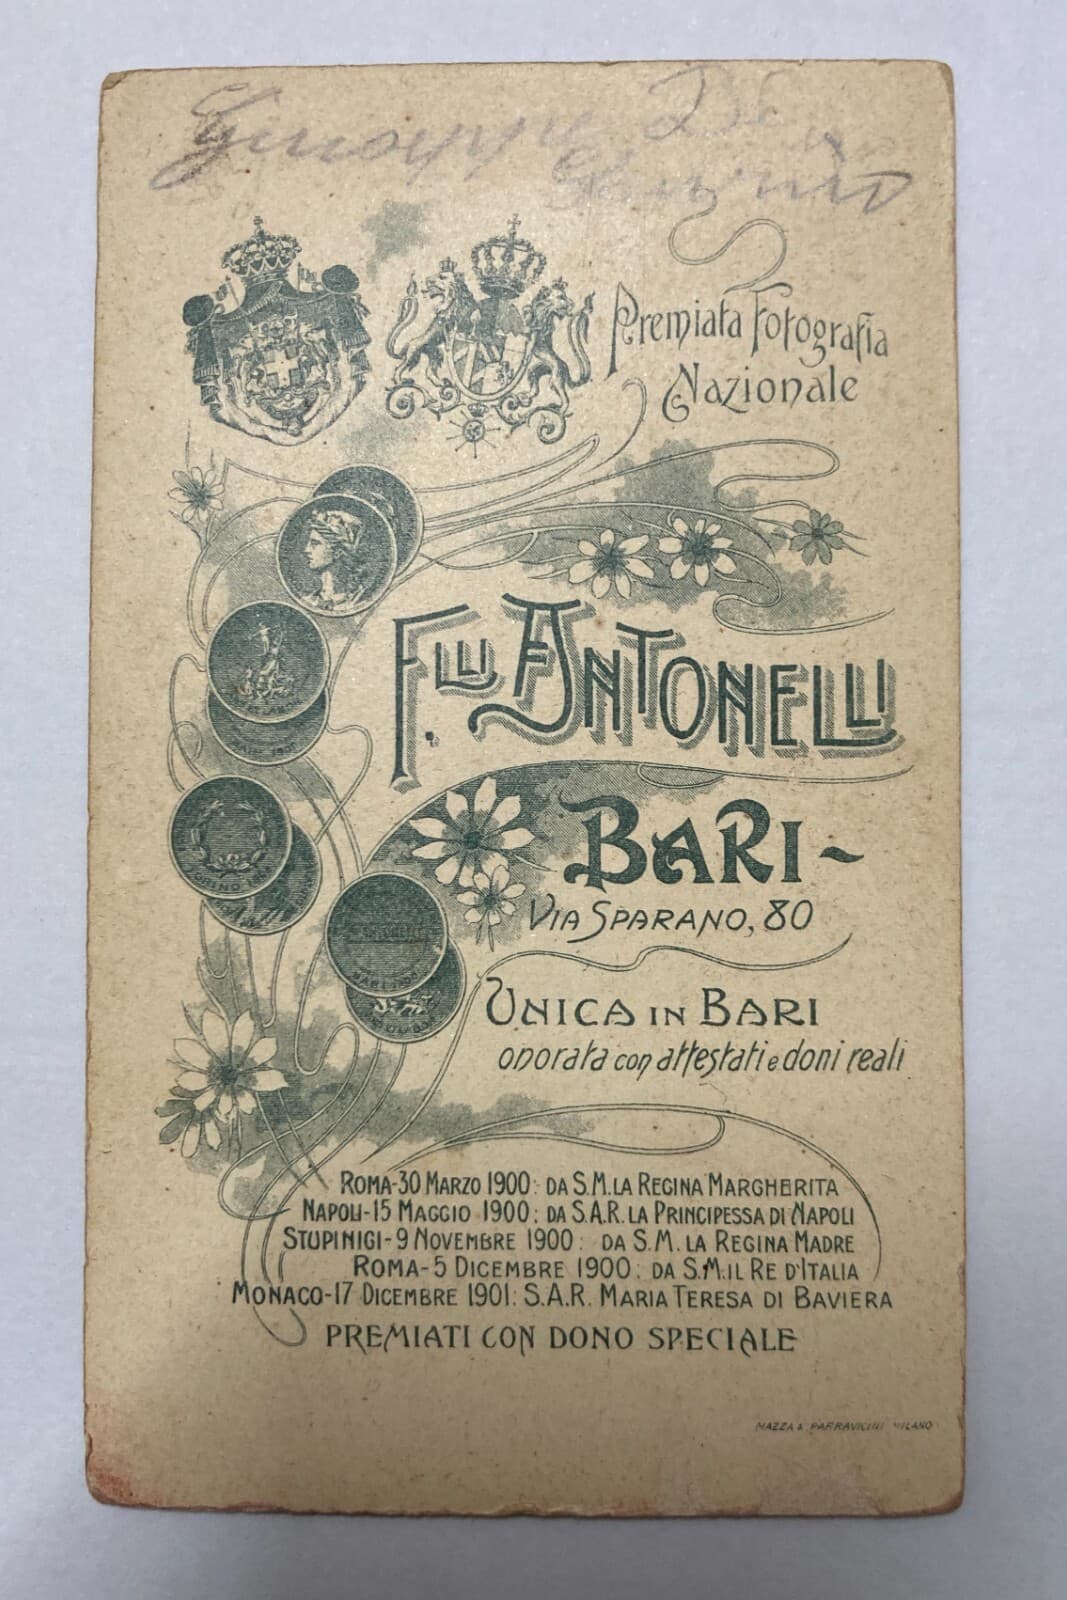 Giuseppe De
Premiata Fotografia
Nazionale
F.lli Antonelli
BARI -
VIA SPARANO, 80
UNICA IN BARI
onorata con attestati e doni reali
ROMA-30 MARZO 1900: DA S.M. LA REGINA MARGHERITA
NAPOLI-15 MAGGIO 1900: DA S.A.R. LA PRINCIPESSA DI NAPOLI
STUPINIGI-9 NOVEMBRE 1900: DA S.M. LA REGINA MADRE
ROMA-5 DICEMBRE 1900: DA S.M. IL RE D'ITALIA
MONACO-17 DICEMBRE 1901: S.A.R. MARIA TERESA DI BAVIERA
PREMIATI CON DONO SPECIALE
MAZZA & PARRAVICINI MILANO